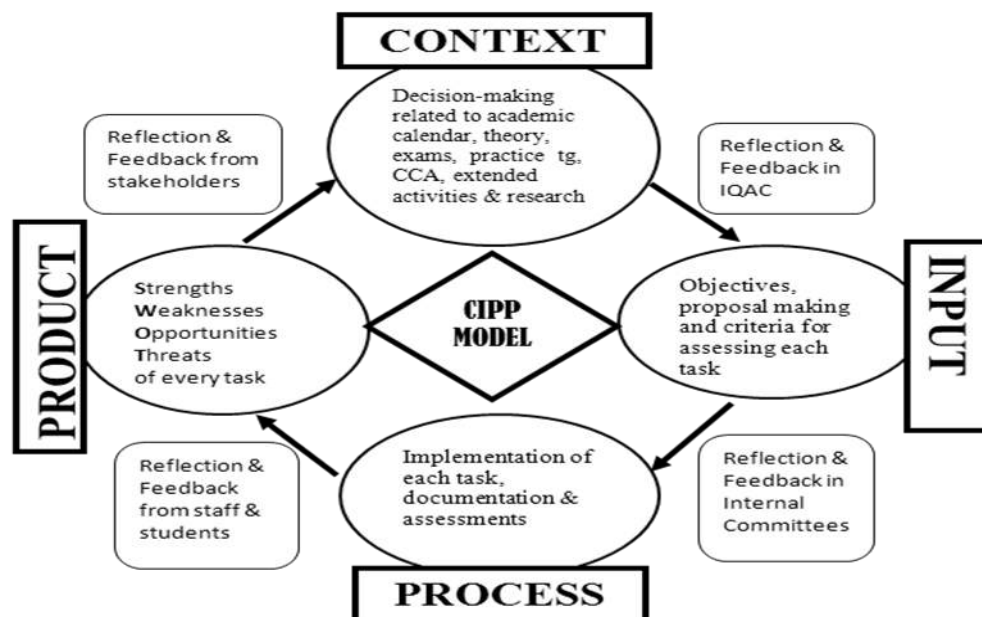 CONTEXT
Decision-making
related to academic
calendar, theory,
exams, practice tg,
CCA, extended
activities & research
Reflection &
Feedback from
stakeholders
Reflection &
Feedback in
IQAC
PRODUCT
Strengths
Weaknesses
Opportunities
Threats
of every task
CIPP
MODEL
Objectives,
proposal making
and criteria for
assessing each
task
INPUT
Reflection &
Feedback
from staff &
students
Implementation of
each task,
documentation &
assessments
Reflection &
Feedback in
Internal
Committees
PROCESS